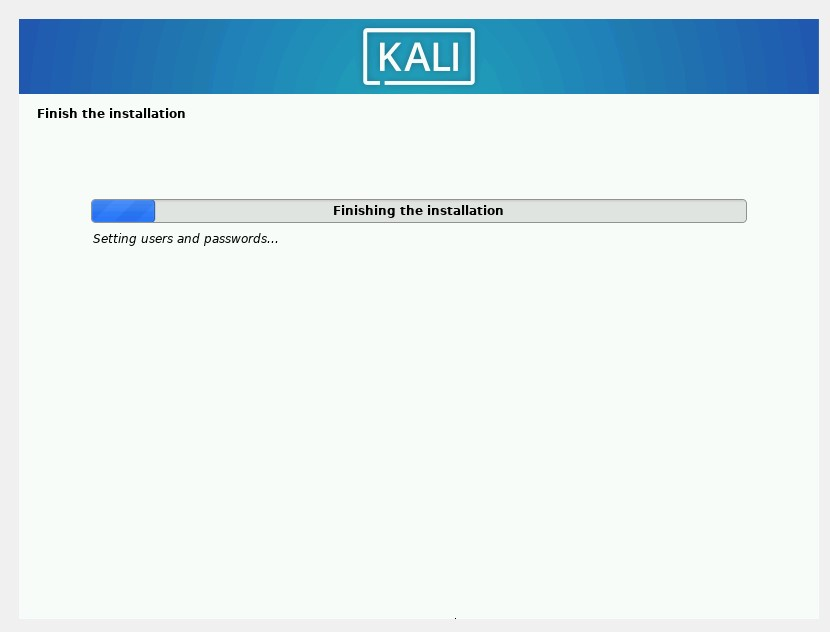 KALI
Finish the installation
Finishing the installation
Setting users and passwords...